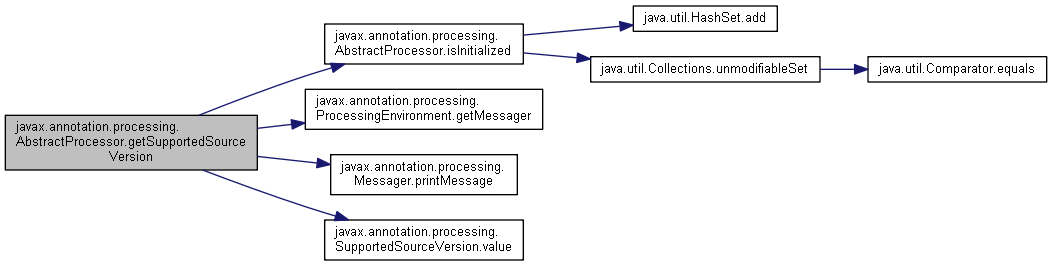 javax.annotation.processing.
AbstractProcessor.getSupportedSource
Version
javax.annotation.processing.
AbstractProcessor.isInitialized
javax.annotation.processing.
ProcessingEnvironment.getMessager
javax.annotation.processing.
Messager.printMessage
javax.annotation.processing.
SupportedSourceVersion.value
java.util.HashSet.add
java.util.Collections.unmodifiableSet
java.util.Comparator.equals